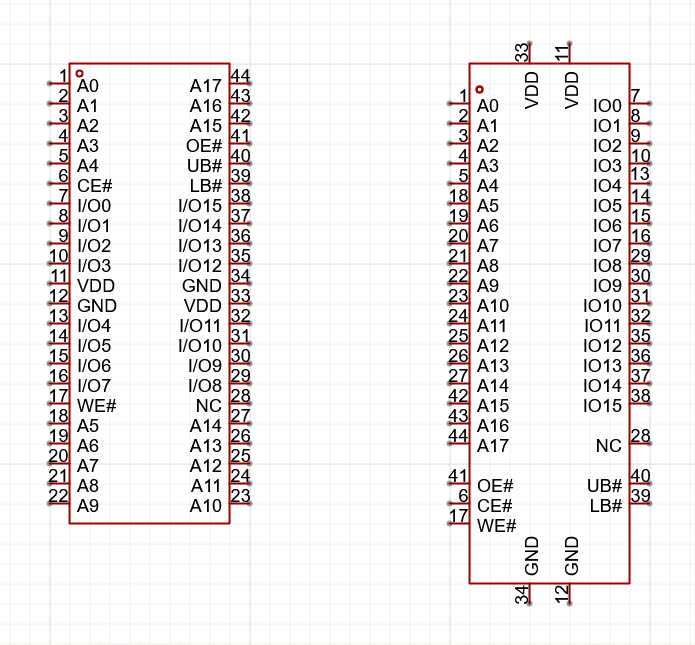 1 A0 A17 44
2 A1 A16 43
3 A2 A15 42
4 A3 OE# 41
5 A4 UB# 40
6 CE# LB# 39
7 I/O0 I/O15 38
8 I/O1 I/O14 37
9 I/O2 I/O13 36
10 I/O3 I/O12 35
11 VDD GND 34
12 GND VDD 33
13 I/O4 I/O11 32
14 I/O5 I/O10 31
15 I/O6 I/O9 30
16 I/O7 I/O8 29
17 WE# NC 28
18 A5 A14 27
19 A6 A13 26
20 A7 A12 25
21 A8 A11 24
22 A9 A10 23
33 11
VDD VDD
1 A0 IO0 7
2 A1 IO1 8
3 A2 IO2 9
4 A3 IO3 10
5 A4 IO4 13
18 A5 IO5 14
19 A6 IO6 15
20 A7 IO7 16
21 A8 IO8 29
22 A9 IO9 30
23 A10 IO10 31
24 A11 IO11 32
25 A12 IO12 35
26 A13 IO13 36
27 A14 IO14 37
42 A15 IO15 38
43 A16
44 A17 NC 28
41 OE# UB# 40
6 CE# LB# 39
17 WE#
GND GND
34 12